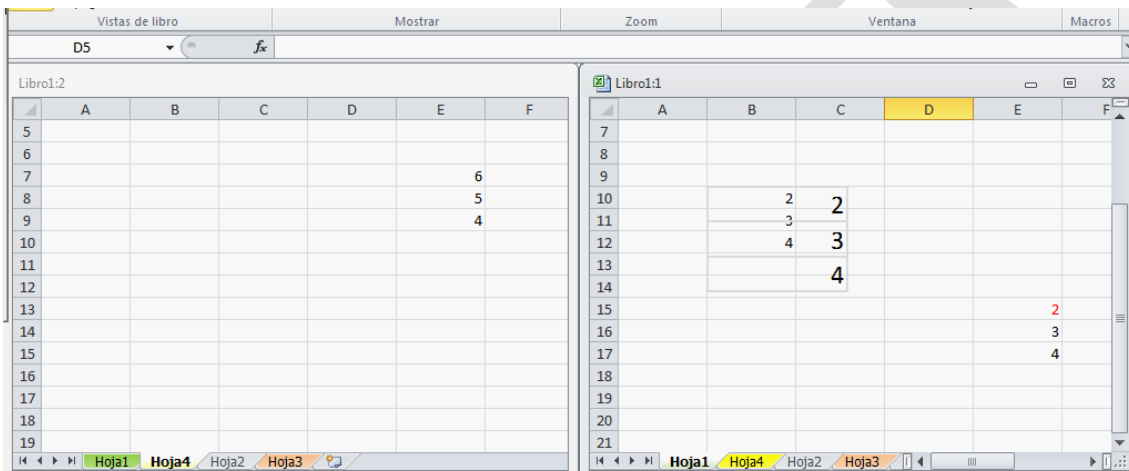 Vistas de libro Mostrar Zoom Ventana Macros
D5 fx
Libro1:2
A B C D E F
5
6
7 6
8 5
9 4
10
11
12
13
14
15
16
17
18
19
Hoja1 Hoja4 Hoja2 Hoja3
Libro1:1
A B C D E F
7
8
9
10 2 2
11 3
12 4 3
13 4
14
15 2
16 3
17 4
18
19
20
21
Hoja1 Hoja4 Hoja2 Hoja3